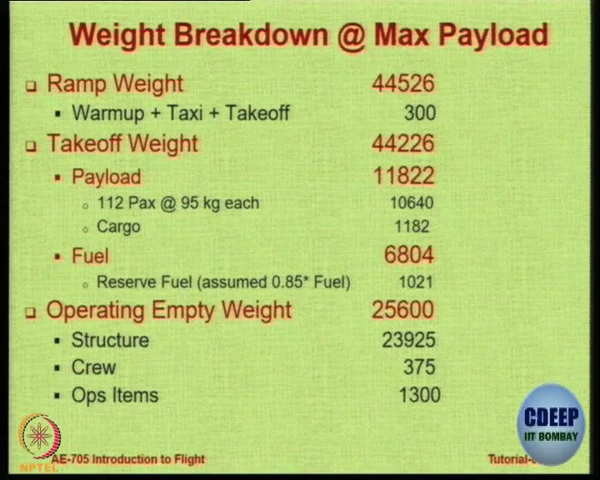 Weight Breakdown @ Max Payload
Ramp Weight 44526
Warmup + Taxi + Takeoff 300
Takeoff Weight 44226
Payload 11822
112 Pax @ 95 kg each 10640
Cargo 1182
Fuel 6804
Reserve Fuel (assumed 0.85* Fuel) 1021
Operating Empty Weight 25600
Structure 23925
Crew 375
Ops Items 1300
CDEEP
IIT BOMBAY
NPTEL
AE-705 Introduction to Flight